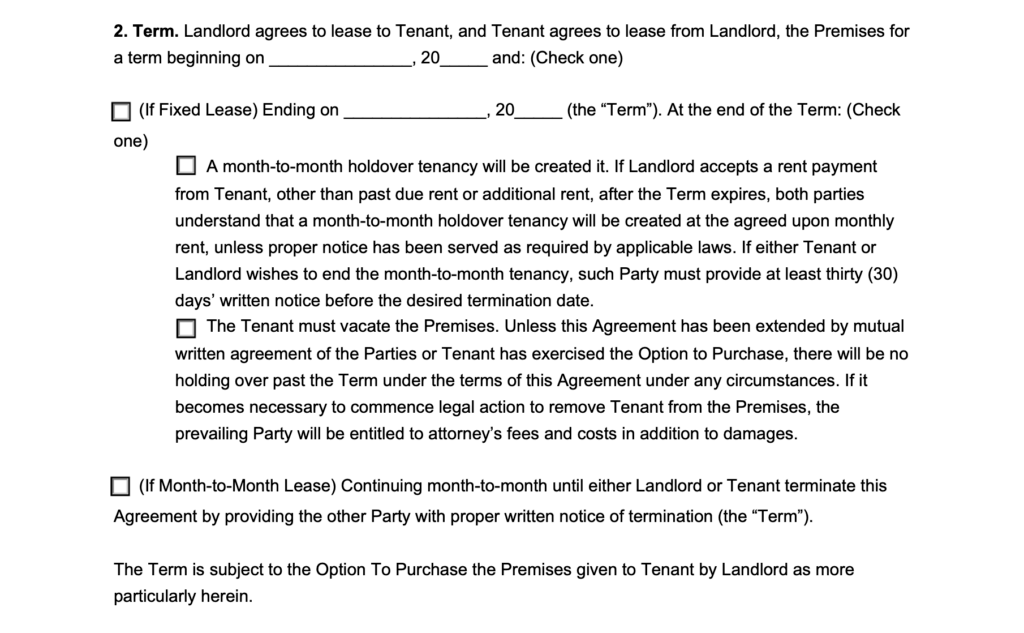 2. Term. Landlord agrees to lease to Tenant, and Tenant agrees to lease from Landlord, the Premises for
a term beginning on _______________, 20_____ and: (Check one)
☐ (If Fixed Lease) Ending on _______________, 20_____ (the “Term”). At the end of the Term: (Check
one)
☐ A month-to-month holdover tenancy will be created it. If Landlord accepts a rent payment
from Tenant, other than past due rent or additional rent, after the Term expires, both parties
understand that a month-to-month holdover tenancy will be created at the agreed upon monthly
rent, unless proper notice has been served as required by applicable laws. If either Tenant or
Landlord wishes to end the month-to-month tenancy, such Party must provide at least thirty (30)
days’ written notice before the desired termination date.
☐ The Tenant must vacate the Premises. Unless this Agreement has been extended by mutual
written agreement of the Parties or Tenant has exercised the Option to Purchase, there will be no
holding over past the Term under the terms of this Agreement under any circumstances. If it
becomes necessary to commence legal action to remove Tenant from the Premises, the
prevailing Party will be entitled to attorney’s fees and costs in addition to damages.
☐ (If Month-to-Month Lease) Continuing month-to-month until either Landlord or Tenant terminate this
Agreement by providing the other Party with proper written notice of termination (the “Term”).
The Term is subject to the Option To Purchase the Premises given to Tenant by Landlord as more
particularly herein.